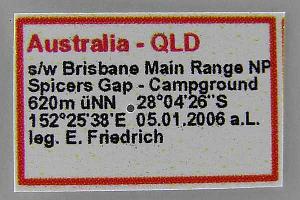 Australia - QLD
s/w Brisbane Main Range NP
Spicers Gap - Campground
620m üNN 28°04'26"S
152°25'38'E 05.01.2006 a.L.
leg. E. Friedrich